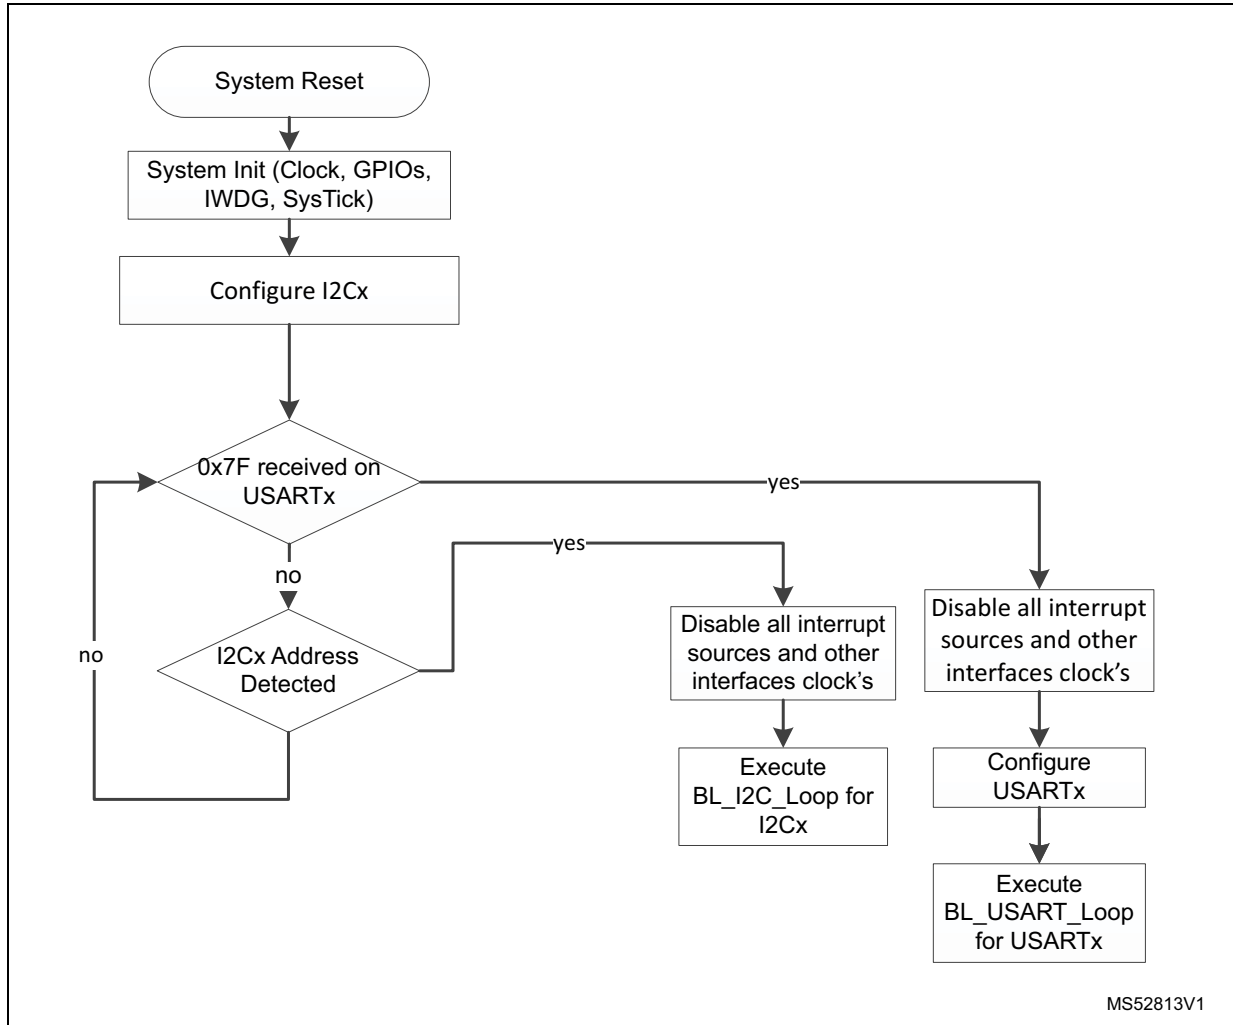 System Reset
System Init (Clock, GPIOs,
IWDG, SysTick)
Configure I2Cx
0x7F received on
USARTx
yes
no
yes
I2Cx Address
Detected
no
Disable all interrupt
sources and other
interfaces clock’s
Disable all interrupt
sources and other
interfaces clock’s
Execute
BL_I2C_Loop for
I2Cx
Configure
USARTx
Execute
BL_USART_Loop
for USARTx
MS52813V1